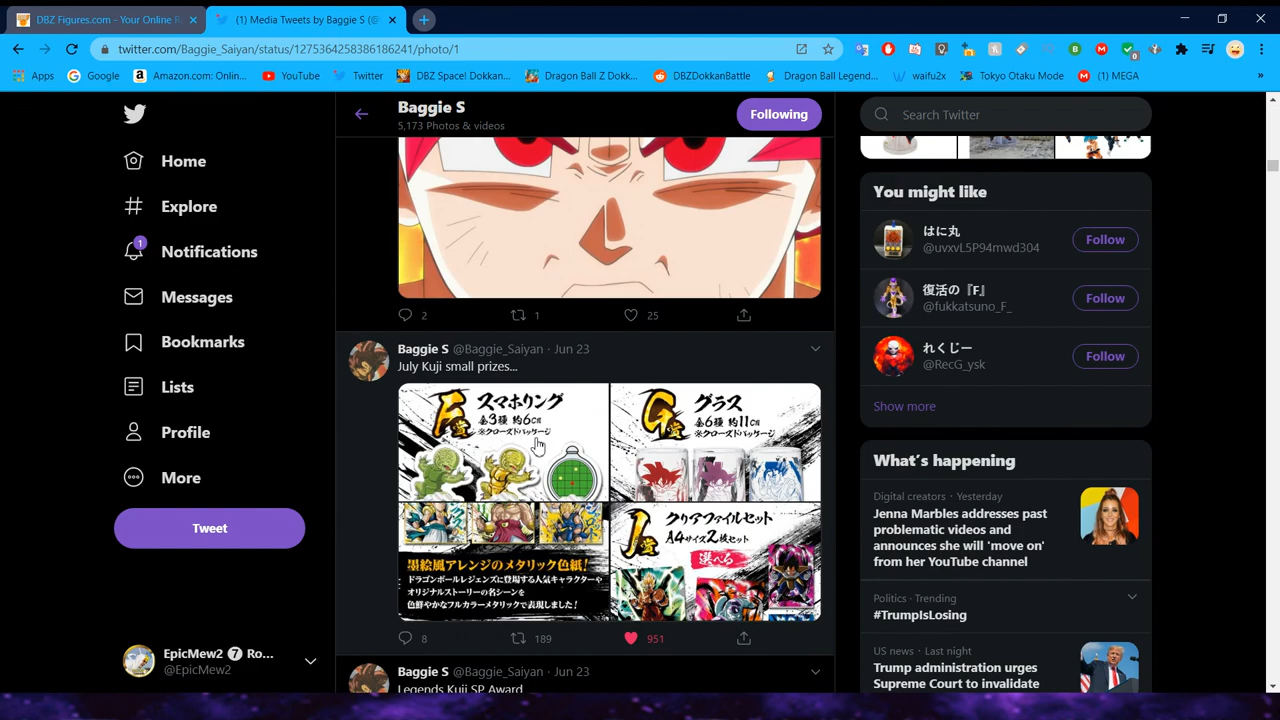 DBZ Figures.com - Your Online R
(1) Media Tweets by Baggie S (@
twitter.com/Baggie_Saiyan/status/1275364258386186241/photo/1
Apps
Google
Amazon.com: Onlin...
YouTube
Twitter
DBZ Space! Dokkan...
Dragon Ball Z Dokk...
DBZDokkanBattle
Dragon Ball Legend...
waifu2x
Tokyo Otaku Mode
(1) MEGA
»
Home
Explore
1
Notifications
Messages
Bookmarks
Lists
Profile
More
Tweet
EpicMew2 7 Ro...
@EpicMew2
Baggie S
5,173 Photos & videos
Following
2
1
25
Baggie S @Baggie_Saiyan · Jun 23
July Kuji small prizes...
F賞
スマホリング
全3種 約6cm
※クローズドパッケージ
G賞
グラス
全6種 約11cm
※クローズドパッケージ
墨絵風アレンジのメタリック色紙!
ドラゴンボールレジェンズに登場する人気キャラクターや
オリジナルストーリーの名シーンを
色鮮やかなフルカラーメタリックで表現しました!
クリアファイルセット
A4サイズ2枚セット
選べる
8
189
951
Baggie S @Baggie_Saiyan · Jun 23
Legends Kuji SP Award
Search Twitter
You might like
はに丸
@uvxvL5P94mwd304
Follow
復活の『F』
@fukkatsuno_F_
Follow
れくじー
@RecG_ysk
Follow
Show more
What's happening
Digital creators · Yesterday
Jenna Marbles addresses past
problematic videos and
announces she will 'move on'
from her YouTube channel
Politics · Trending
#TrumpIsLosing
US news · Last night
Trump administration urges
Supreme Court to invalidate